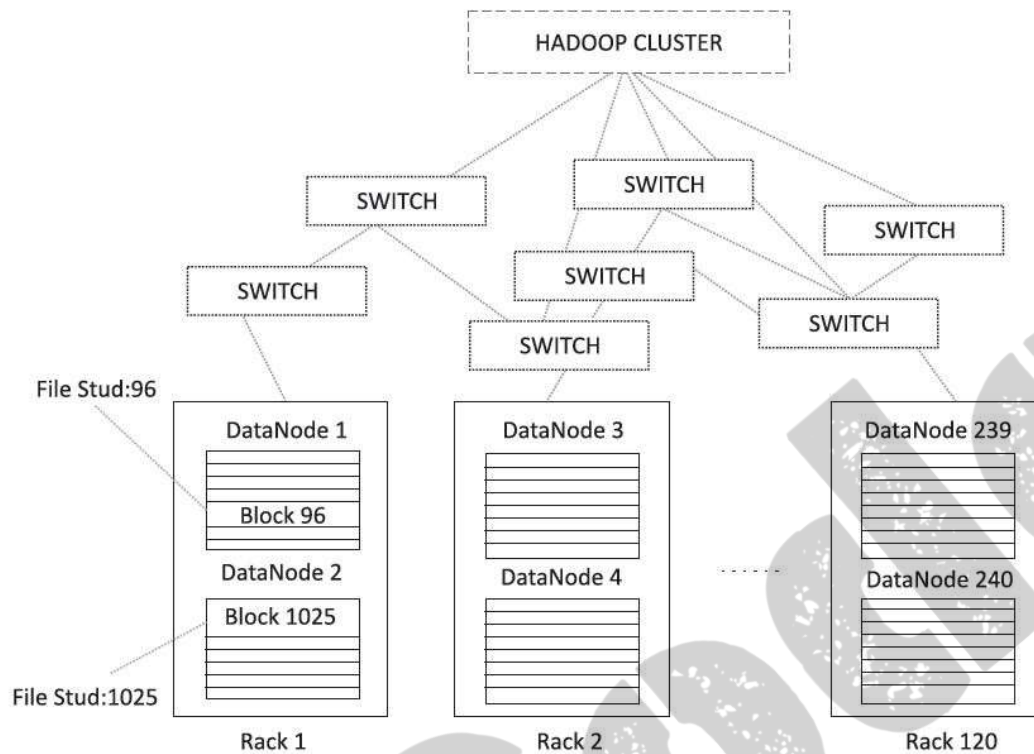 HADOOP CLUSTER
SWITCH
SWITCH
SWITCH
SWITCH
SWITCH
SWITCH
SWITCH
File Stud:96
DataNode 1
Block 96
DataNode 2
Block 1025
File Stud:1025
Rack 1
DataNode 3
DataNode 4
Rack 2
DataNode 239
DataNode 240
Rack 120